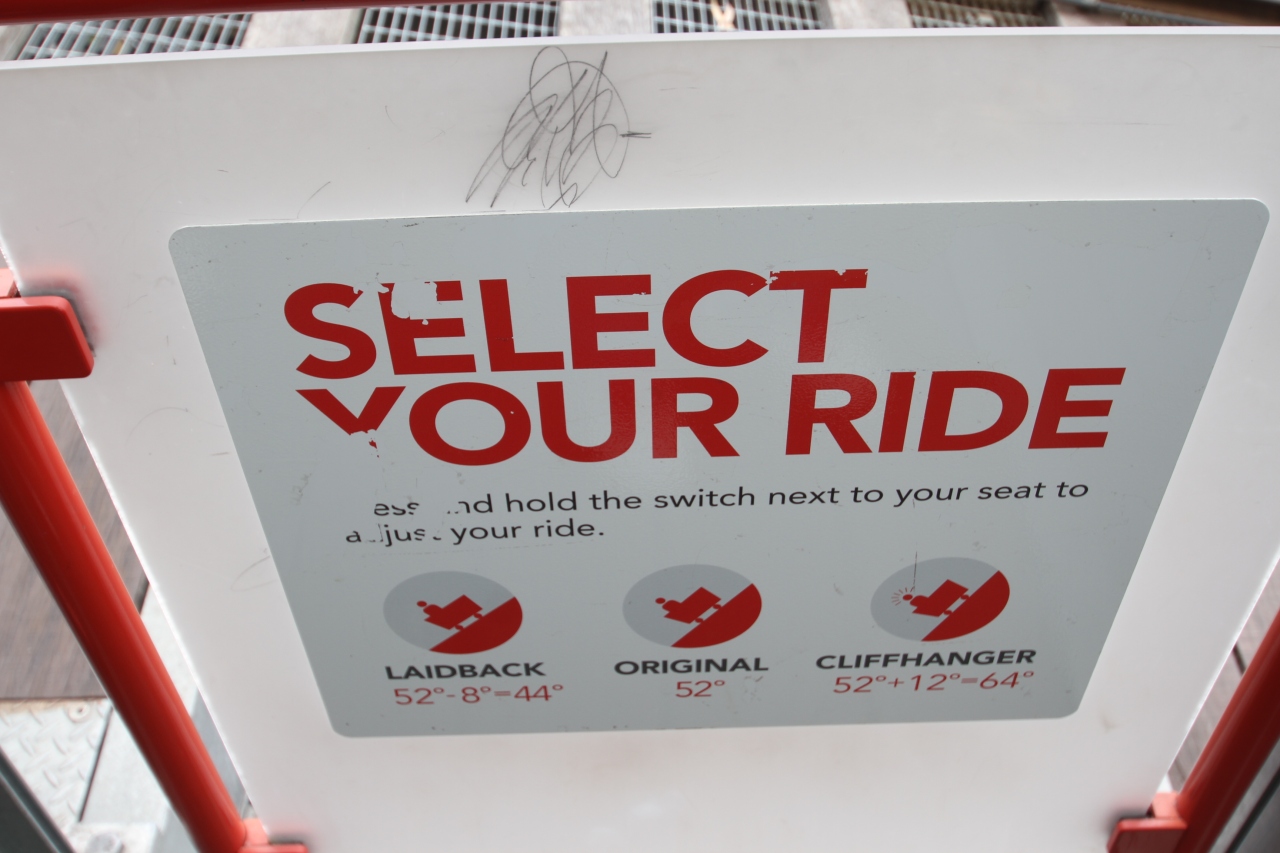 SELECT
YOUR RIDE
hold the switch next to your seat to
your ride.
LAIDBACK
52°-8°=44°
ORIGINAL
52°
CLIFFHANGER
52°+12°=64°